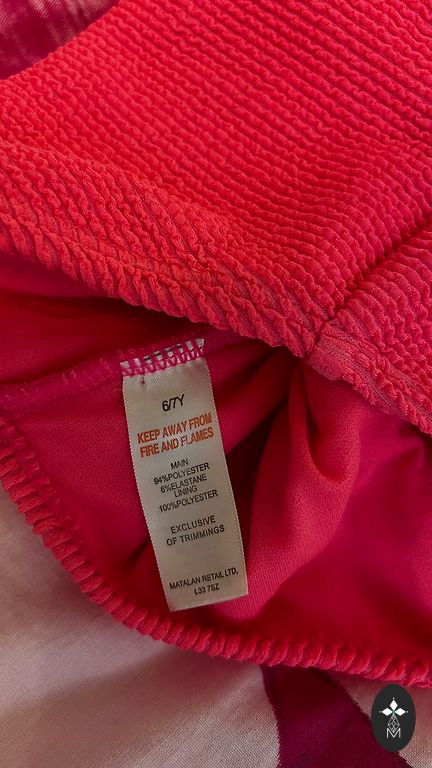 6/7Y
KEEP AWAY FROM
FIRE AND FLAMES
MAIN
94%POLYESTER
6%ELASTANE
LINING
100%POLYESTER
EXCLUSIVE
OF TRIMMINGS
MATALAN RETAIL LTD,
L33 7SZ
M